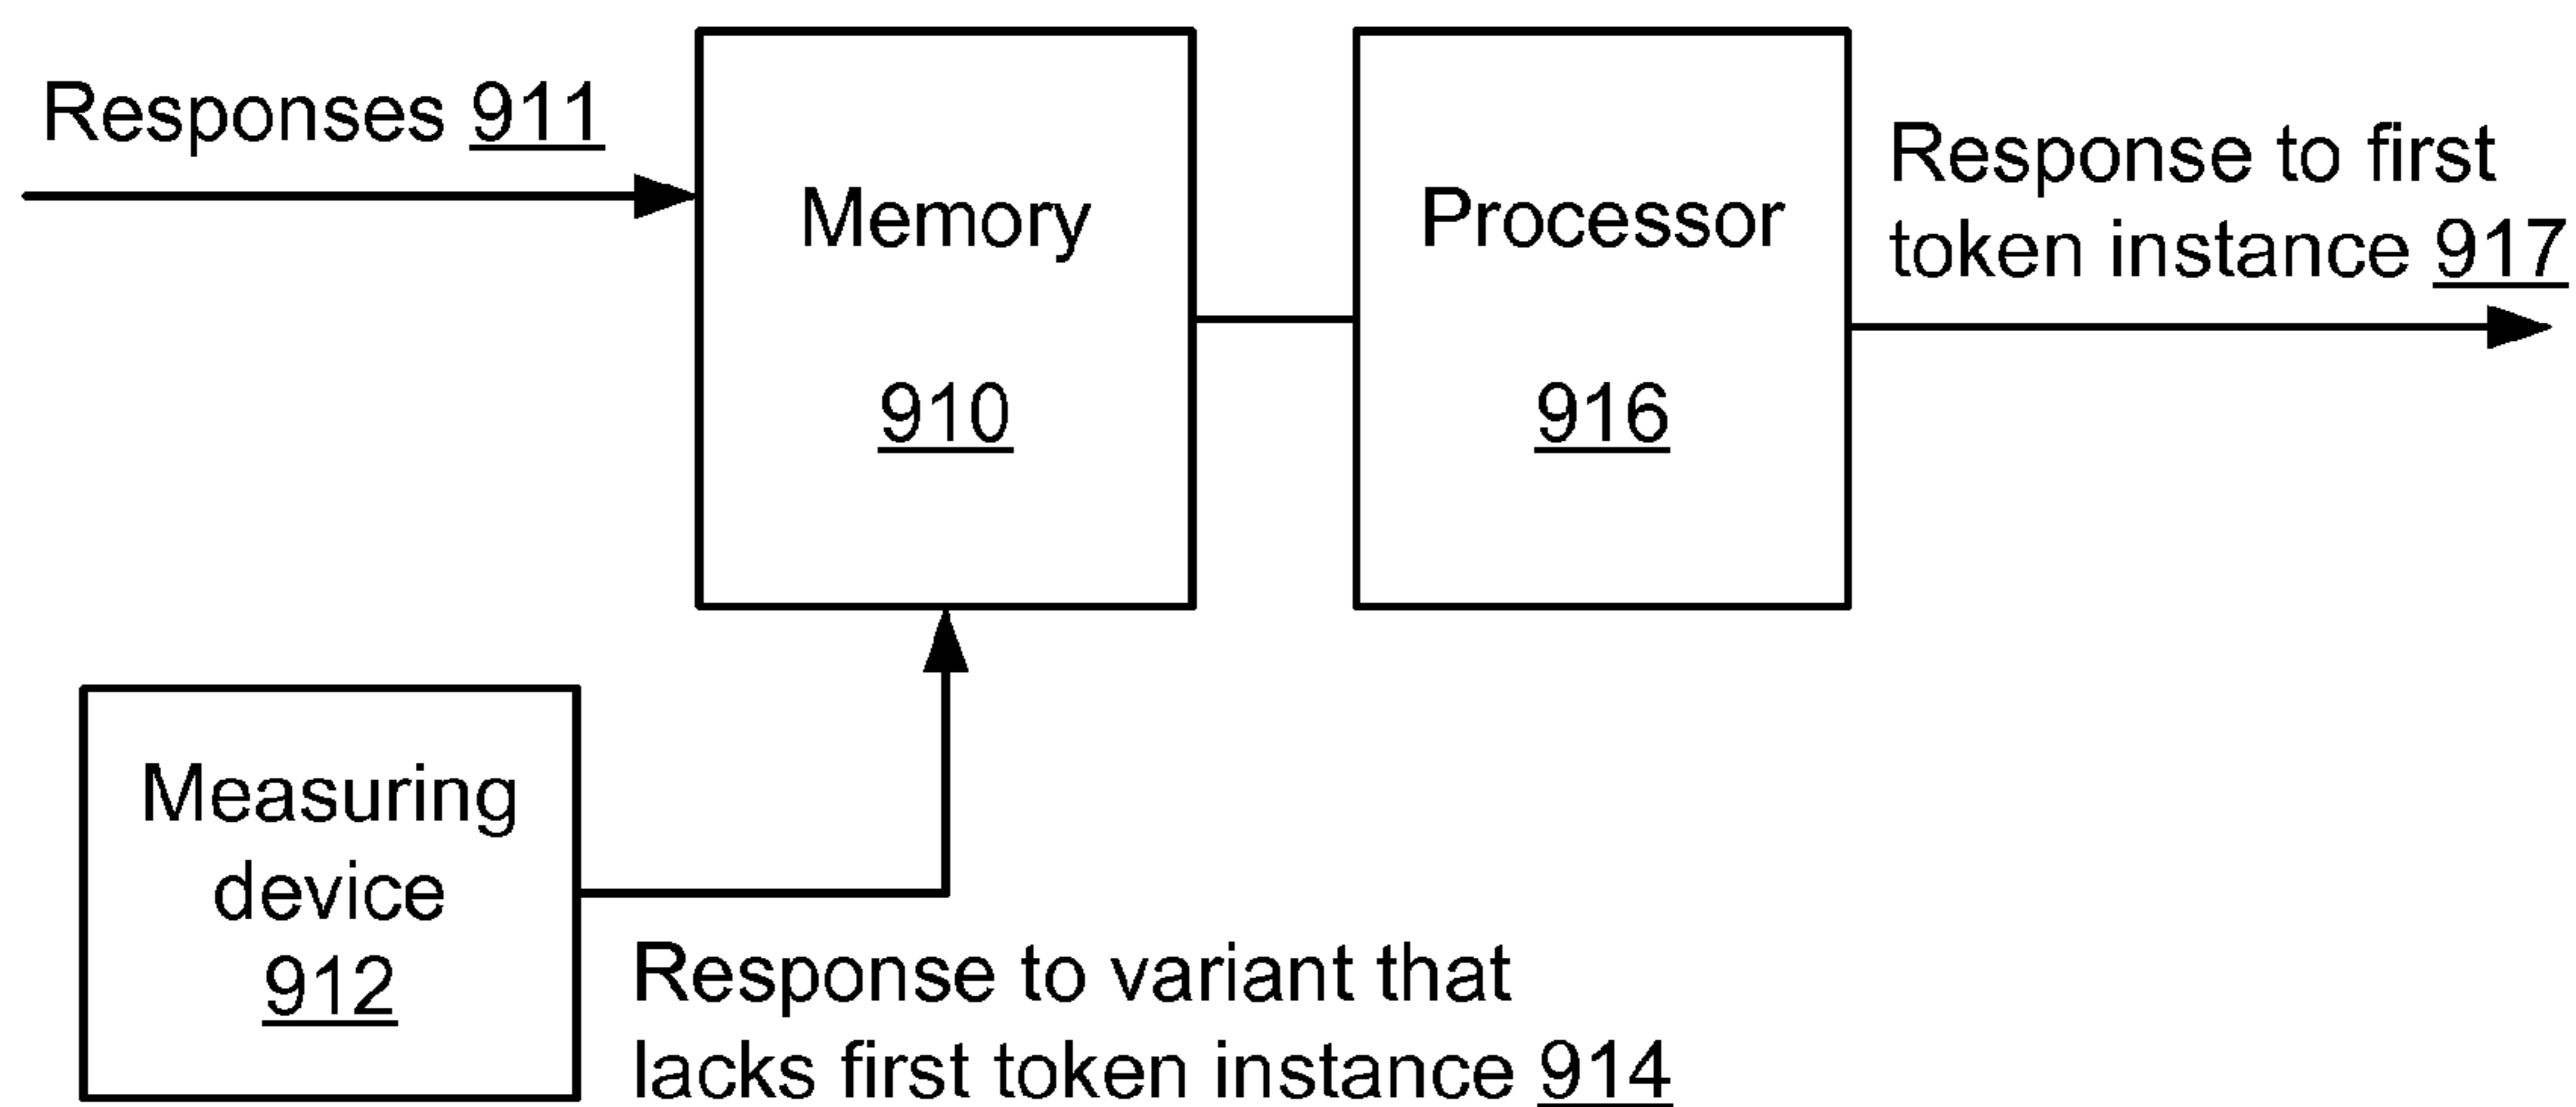 Responses 911
Memory
910
Processor
916
Response to first
token instance 917
Measuring
device
912
Response to variant that
lacks first token instance 914